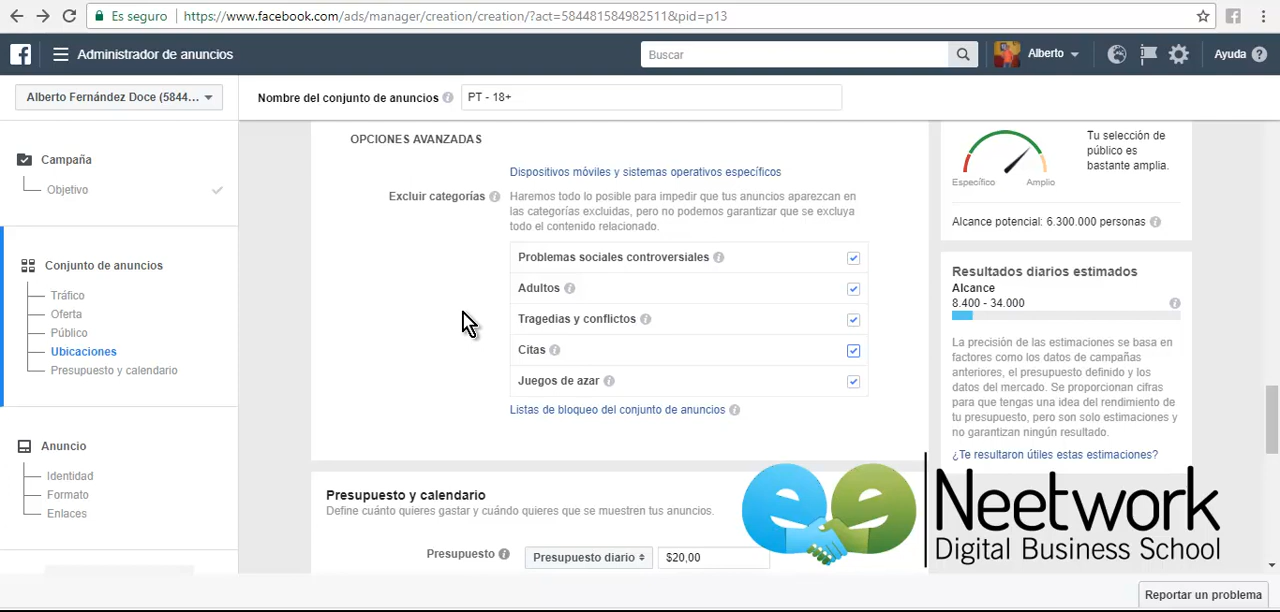 Es seguro
https://www.facebook.com/ads/manager/creation/creation/?act=584481584982511&pid=p13
Administrador de anuncios
Buscar
Alberto
Ayuda
Alberto Fernández Doce (5844...
Nombre del conjunto de anuncios
PT - 18+
Campaña
Objetivo
Conjunto de anuncios
Tráfico
Oferta
Público
Ubicaciones
Presupuesto y calendario
Anuncio
Identidad
Formato
Enlaces
OPCIONES AVANZADAS
Dispositivos móviles y sistemas operativos específicos
Excluir categorías
Haremos todo lo posible para impedir que tus anuncios aparezcan en
las categorías excluidas, pero no podemos garantizar que se excluya
todo el contenido relacionado.
Problemas sociales controversiales
Adultos
Tragedias y conflictos
Citas
Juegos de azar
Listas de bloqueo del conjunto de anuncios
Presupuesto y calendario
Define cuánto quieres gastar y cuándo quieres que se muestren tus anuncios.
Presupuesto
Presupuesto diario
$20,00
Específico
Amplio
Tu selección de
público es
bastante amplia.
Alcance potencial: 6.300.000 personas
Resultados diarios estimados
Alcance
8.400 - 34.000
La precisión de las estimaciones se basa en
factores como los datos de campañas
anteriores, el presupuesto definido y los
datos del mercado. Se proporcionan cifras
para que tengas una idea del rendimiento de
tu presupuesto, pero son solo estimaciones y
no garantizan ningún resultado.
¿Te resultaron útiles estas estimaciones?
Neetwork
Digital Business School
Reportar un problema